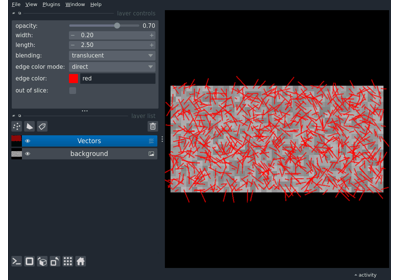 File View Plugins Window Help
layer controls
opacity: 0.70
width: 0.20
length: 2.50
blending: translucent
edge color mode: direct
edge color: red
out of slice:
layer list
Vectors
background
activity